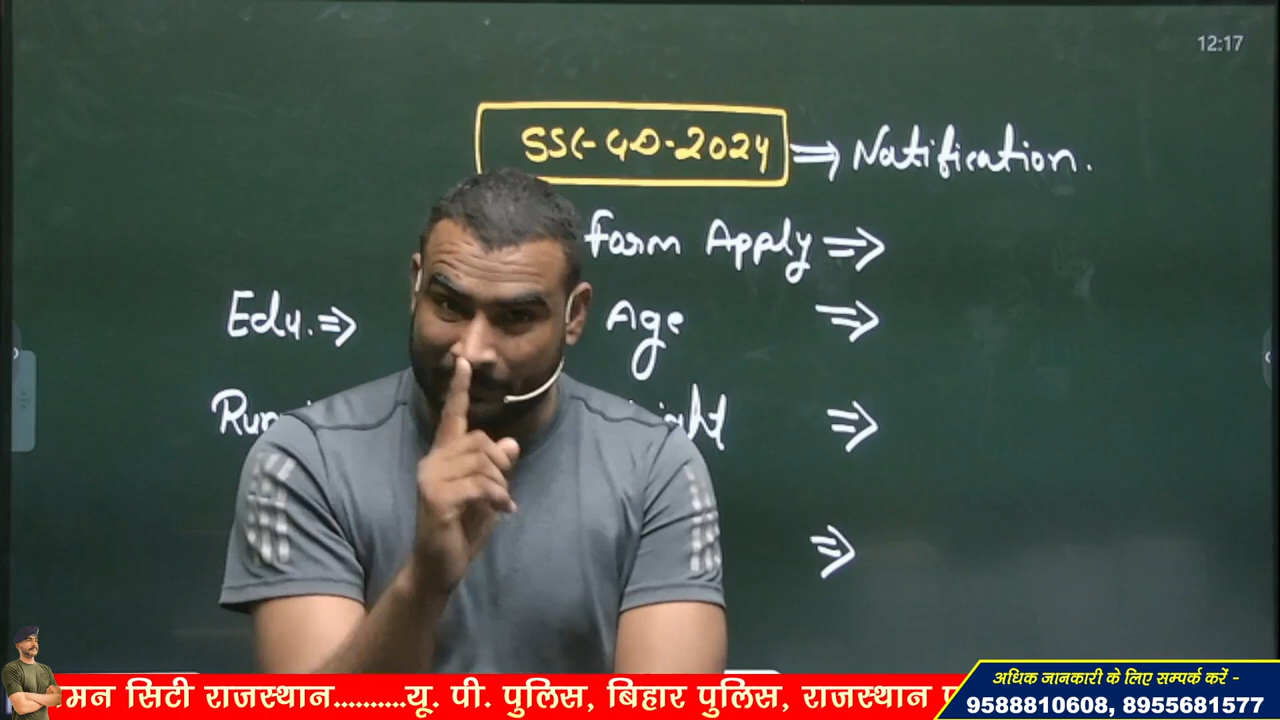 12:17
SSC-GD-2024 ⇒ Notification.
Form Apply ⇒
Edu. ⇒ Age ⇒
⇒
⇒
मन सिटी राजस्थान..........यू. पी. पुलिस, बिहार पुलिस, राजस्थान
अधिक जानकारी के लिए सम्पर्क करें -
9588810608, 8955681577